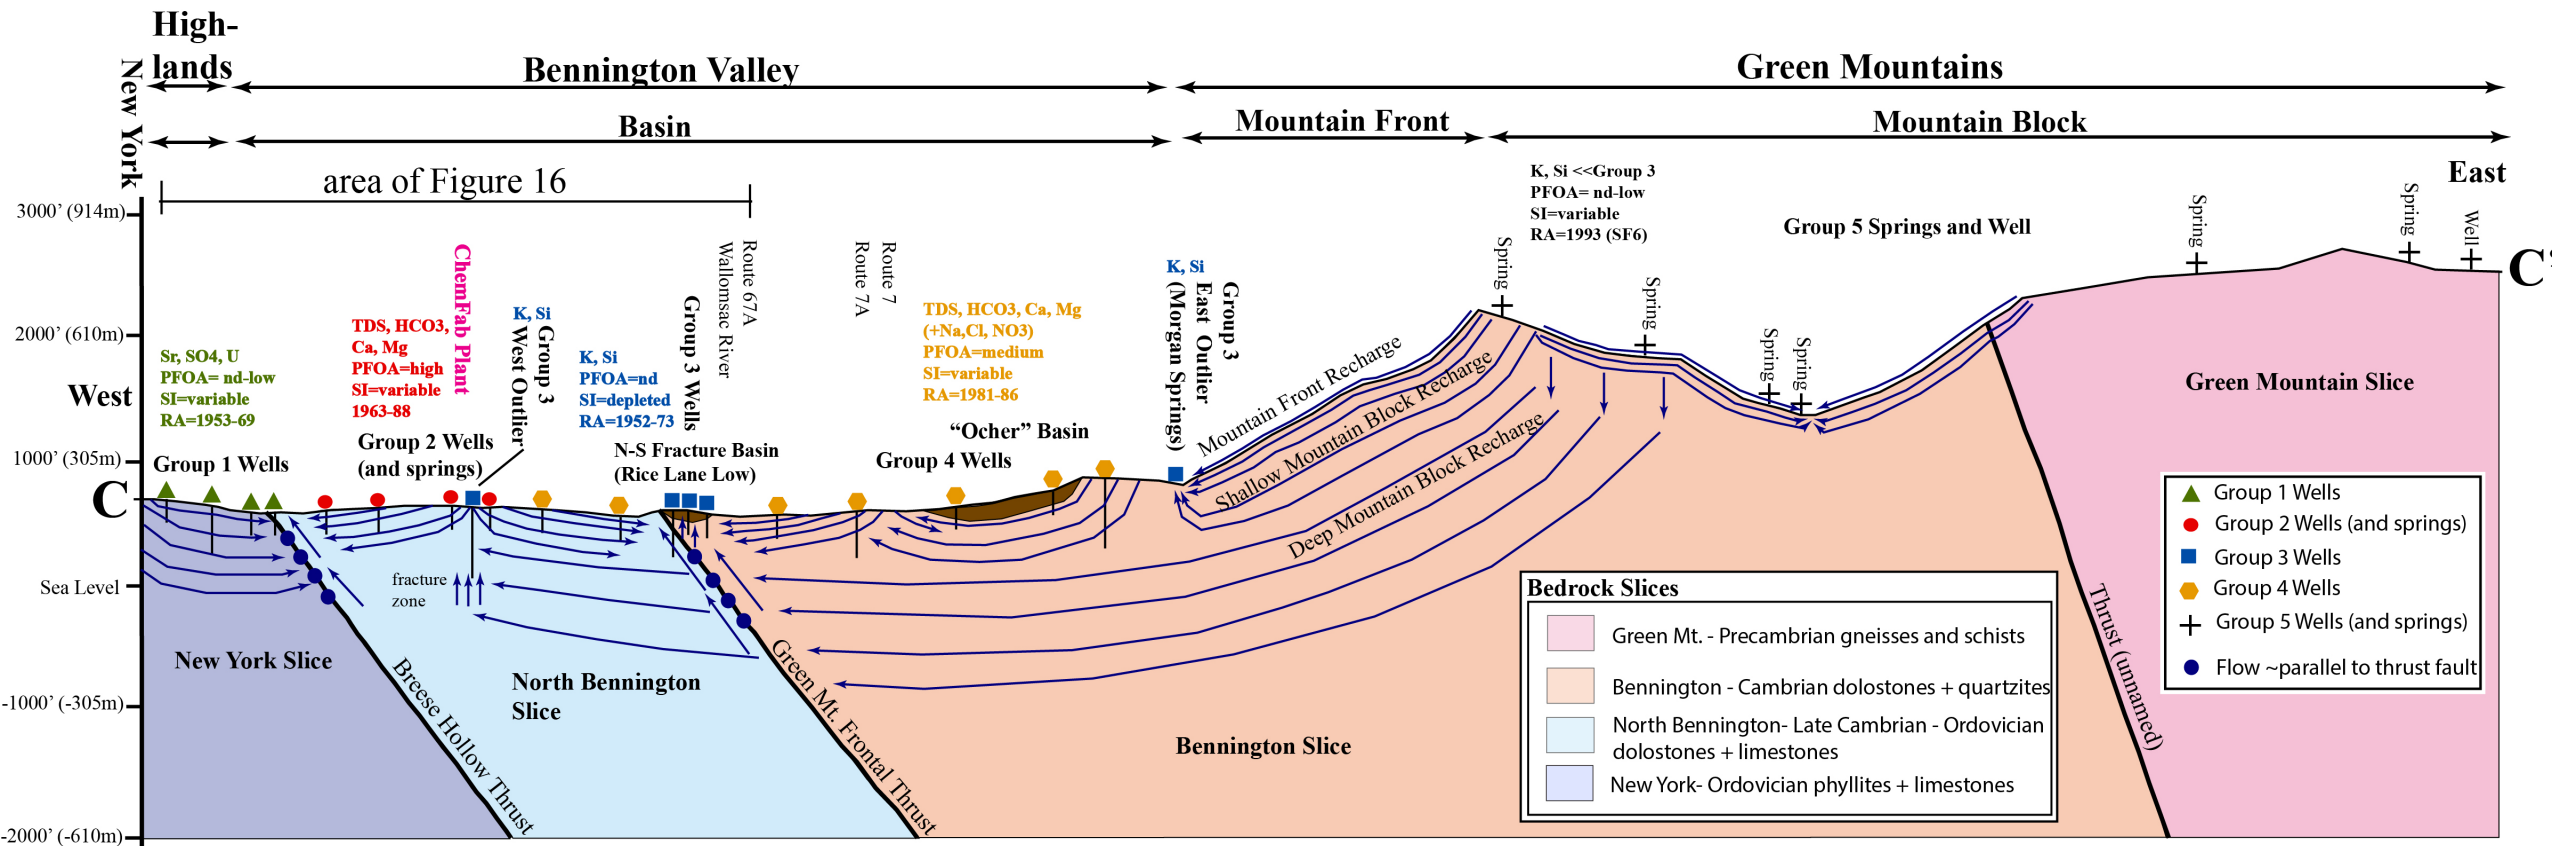 High-
lands
Bennington Valley
Green Mountains
New York
Basin
Mountain Front
Mountain Block
area of Figure 16
East
West
3000’ (914m)
2000’ (610m)
1000’ (305m)
Sea Level
-1000’ (-305m)
-2000’ (-610m)
C
C’
Sr, SO4, U
PFOA= nd-low
SI=variable
RA=1953-69
Group 1 Wells
TDS, HCO3,
Ca, Mg
PFOA=high
SI=variable
1963-88
Group 2 Wells
(and springs)
ChemFab Plant
K, Si
Group 3
West Outlier
K, Si
PFOA=nd
SI=depleted
RA=1952-73
Group 3 Wells
N-S Fracture Basin
(Rice Lane Low)
Route 67A
Wallomsac River
Route 7
Route 7A
TDS, HCO3, Ca, Mg
(+Na,Cl, NO3)
PFOA=medium
SI=variable
RA=1981-86
“Ocher” Basin
Group 4 Wells
K, Si
Group 3
East Outlier
(Morgan Springs)
K, Si <<Group 3
PFOA= nd-low
SI=variable
RA=1993 (SF6)
Group 5 Springs and Well
Spring
Spring
Spring
Spring
Spring
Spring
Well
Mountain Front Recharge
Shallow Mountain Block Recharge
Deep Mountain Block Recharge
fracture
zone
New York Slice
Breese Hollow Thrust
North Bennington
Slice
Green Mt. Frontal Thrust
Bennington Slice
Thrust (unnamed)
Green Mountain Slice
Bedrock Slices
Green Mt. - Precambrian gneisses and schists
Bennington - Cambrian dolostones + quartzites
North Bennington- Late Cambrian - Ordovician
dolostones + limestones
New York- Ordovician phyllites + limestones
Group 1 Wells
Group 2 Wells (and springs)
Group 3 Wells
Group 4 Wells
Group 5 Wells (and springs)
Flow ~parallel to thrust fault